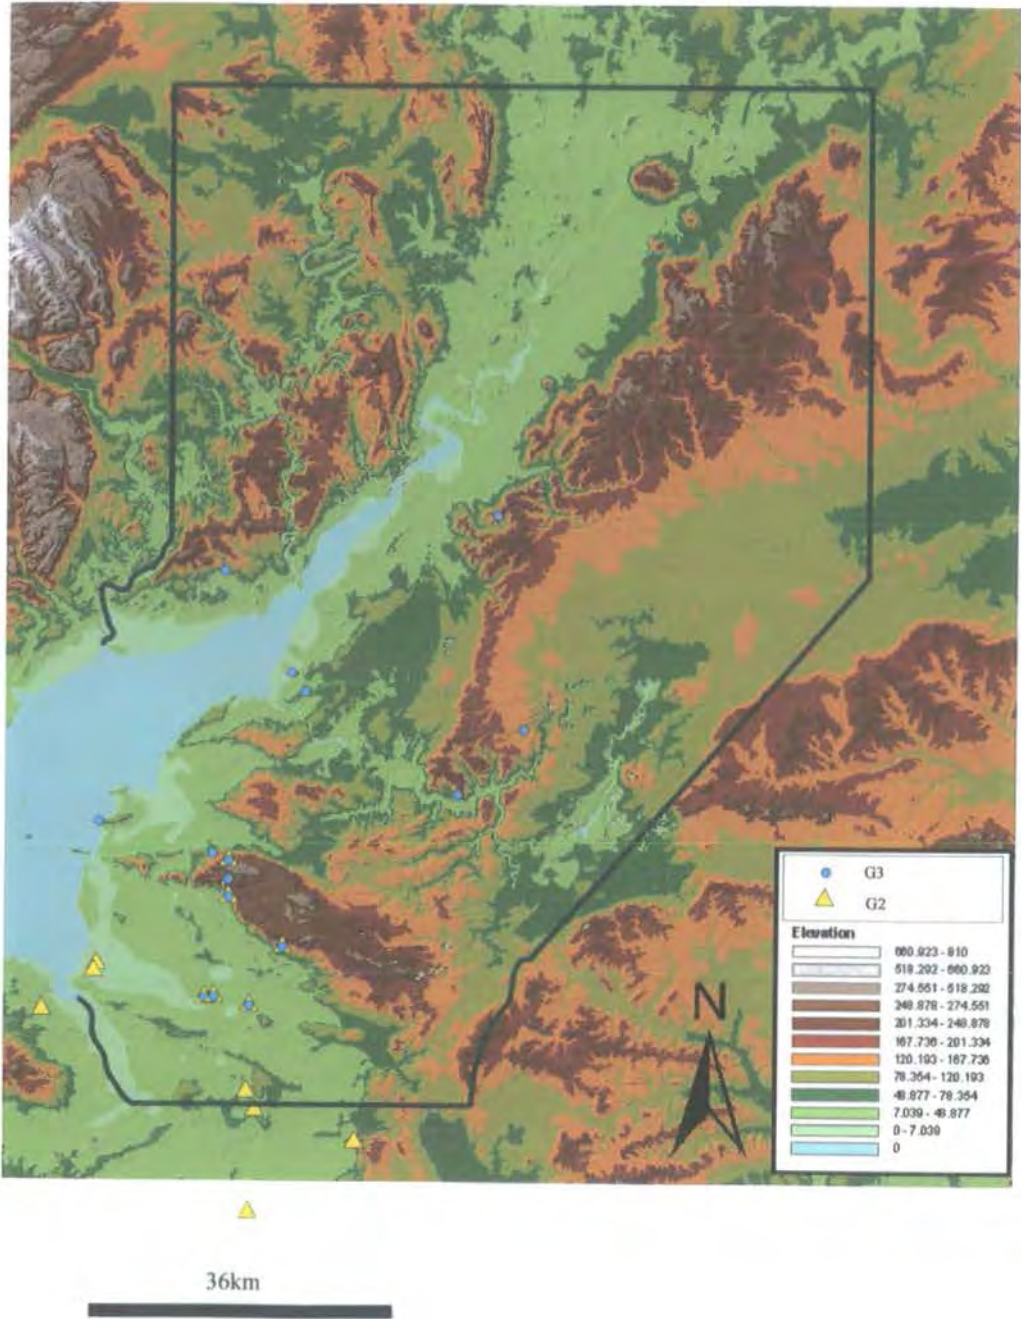 G3
G2
Elevation
660.923 - 810
518.292 - 660.923
274.551 - 518.292
248.878 - 274.551
201.334 - 248.878
167.736 - 201.334
120.193 - 167.736
78.354 - 120.193
48.877 - 78.354
7.039 - 48.877
0 - 7.039
0
N
36km